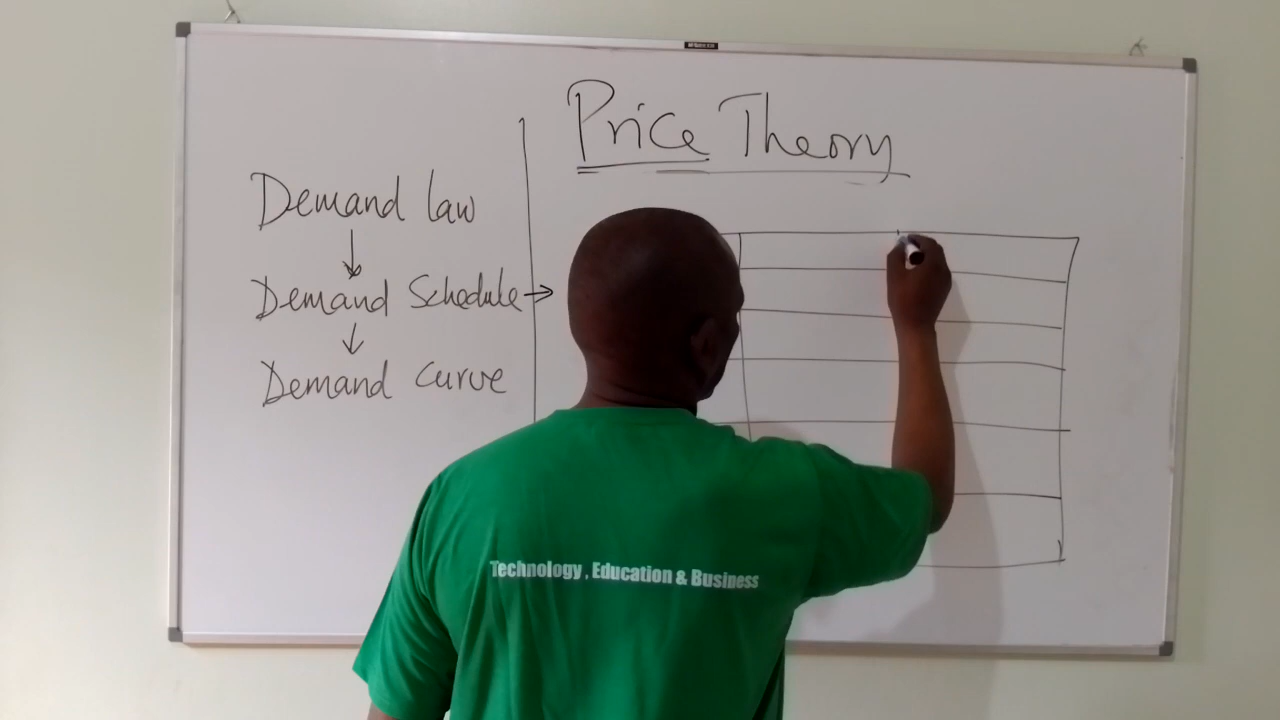 Price Theory
Demand law
Demand Schedule
Demand Curve
Technology, Education & Business